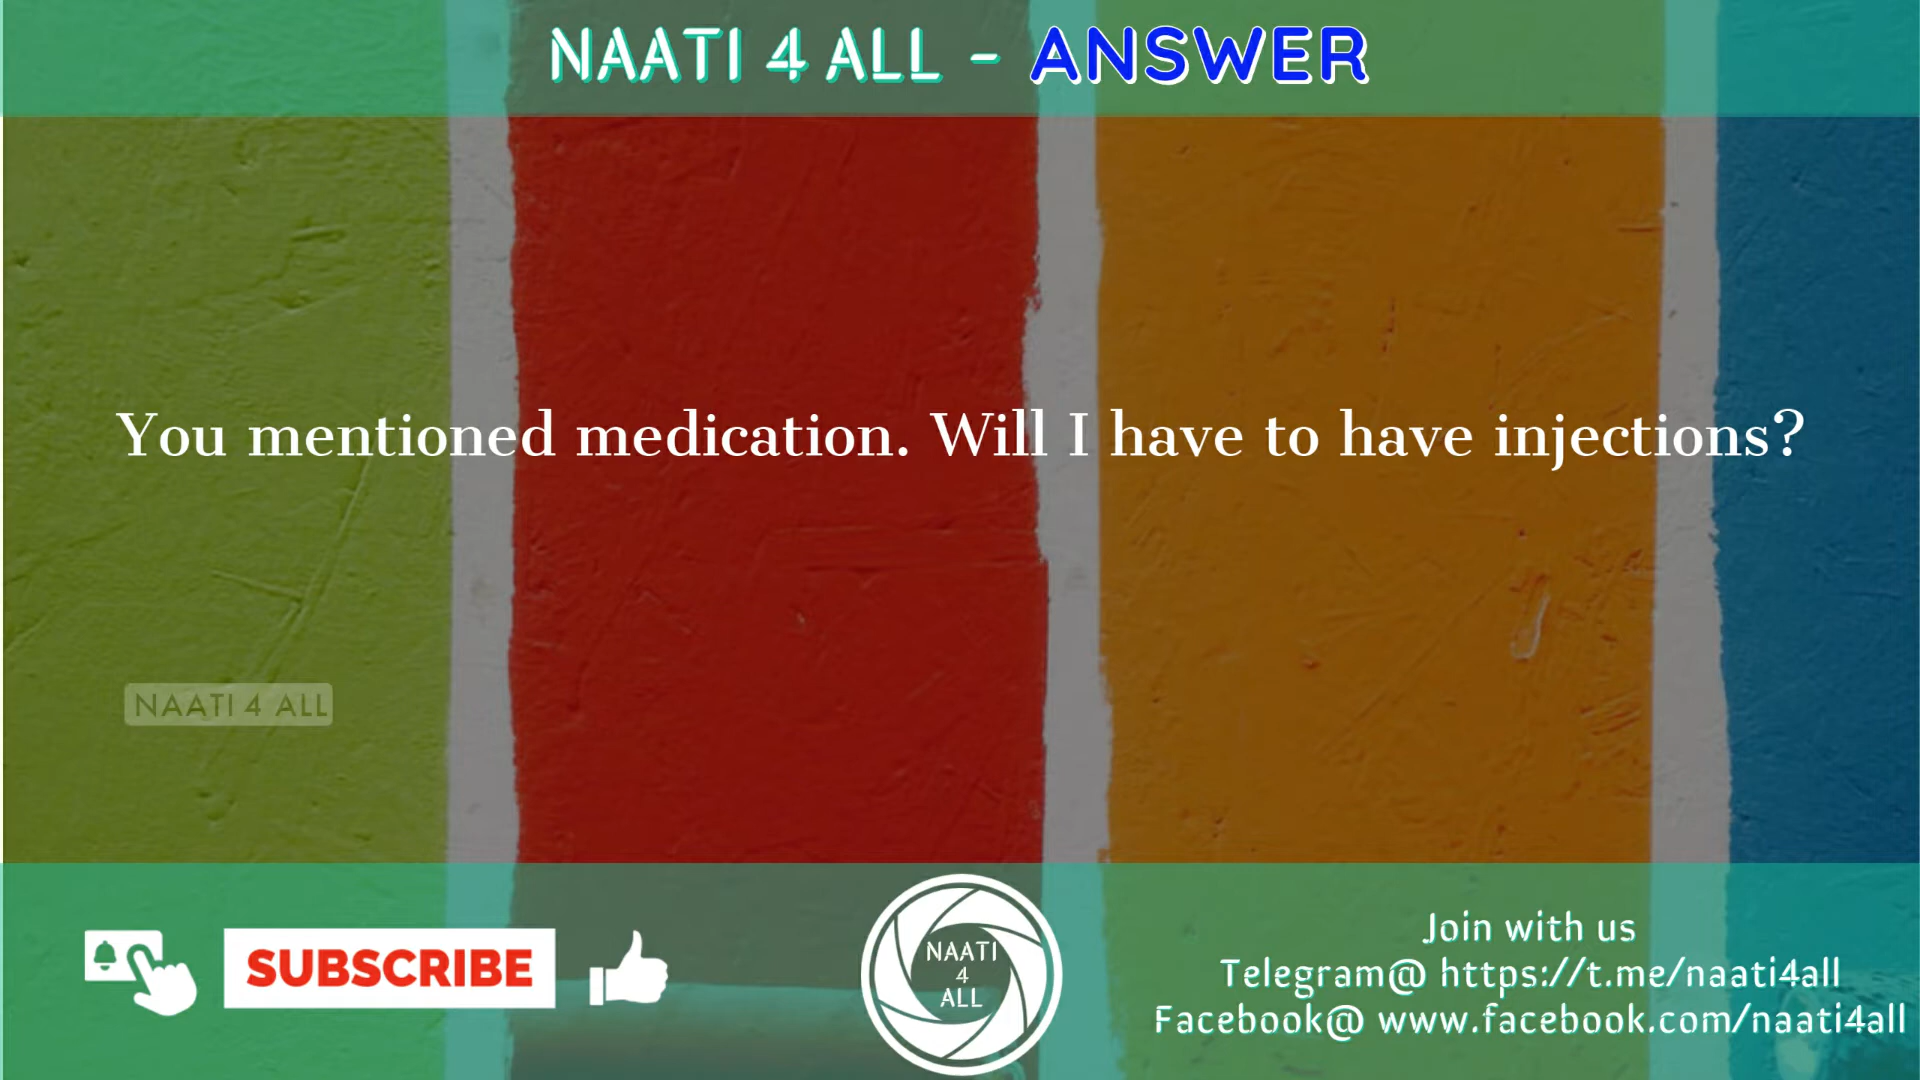 NAATI 4 ALL - ANSWER
You mentioned medication. Will I have to have injections?
NAATI 4 ALL
SUBSCRIBE
NAATI
4
ALL
Join with us
Telegram@ https://t.me/naati4all
Facebook@ www.facebook.com/naati4all